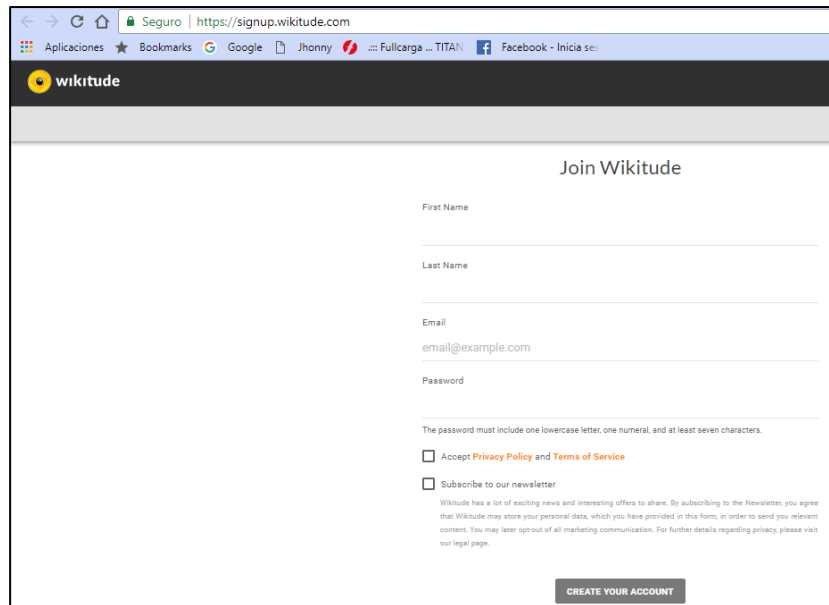 Seguro | https://signup.wikitude.com
Aplicaciones Bookmarks Google Jhonny .::: Fullcarga ... TITAN Facebook - Inicia ses
wikitude
Join Wikitude
First Name
Last Name
Email
email@example.com
Password
The password must include one lowercase letter, one numeral, and at least seven characters.
Accept Privacy Policy and Terms of Service
Subscribe to our newsletter
Wikitude has a lot of exciting news and interesting offers to share. By subscribing to the Newsletter, you agree
that Wikitude may store your personal data, which you have provided in this form, in order to send you relevant
content. You may later opt-out of all marketing communication. For further details regarding privacy, please visit
our legal page.
CREATE YOUR ACCOUNT